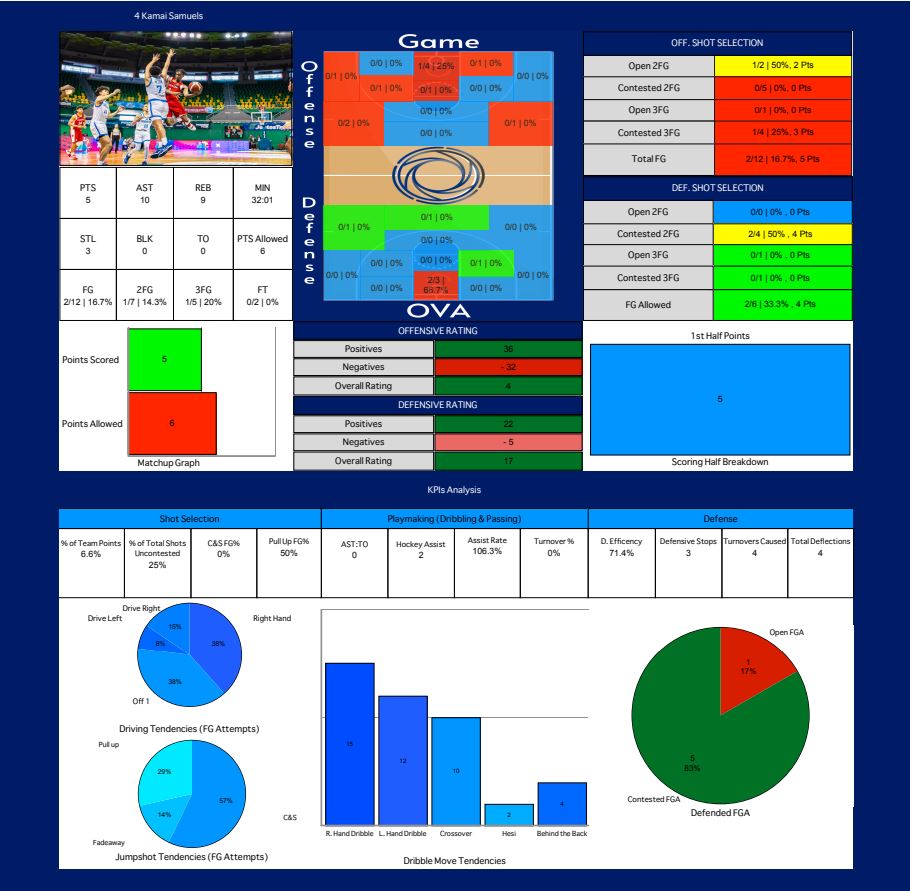 4 Kamai Samuels
Game
Offense
0/1 | 0%
0/0 | 0%
1/4 | 25%
0/1 | 0%
0/0 | 0%
0/1 | 0%
0/1 | 0%
0/0 | 0%
0/2 | 0%
0/0 | 0%
0/0 | 0%
0/1 | 0%
Defense
0/1 | 0%
0/1 | 0%
0/0 | 0%
0/0 | 0%
0/0 | 0%
0/0 | 0%
0/1 | 0%
0/0 | 0%
2/3 |
66.7%
0/0 | 0%
OVA
OFF. SHOT SELECTION
Open 2FG 1/2 | 50%, 2 Pts
Contested 2FG 0/5 | 0%, 0 Pts
Open 3FG 0/1 | 0%, 0 Pts
Contested 3FG 1/4 | 25%, 3 Pts
Total FG 2/12 | 16.7%, 5 Pts
DEF. SHOT SELECTION
Open 2FG 0/0 | 0% , 0 Pts
Contested 2FG 2/4 | 50% , 4 Pts
Open 3FG 0/1 | 0% , 0 Pts
Contested 3FG 0/1 | 0% , 0 Pts
FG Allowed 2/6 | 33.3% , 4 Pts
PTS AST REB MIN
5 10 9 32:01
STL BLK TO PTS Allowed
3 0 0 6
FG 2FG 3FG FT
2/12 | 16.7% 1/7 | 14.3% 1/5 | 20% 0/2 | 0%
Points Scored 5
Points Allowed 6
Matchup Graph
OFFENSIVE RATING
Positives 36
Negatives - 32
Overall Rating 4
DEFENSIVE RATING
Positives 22
Negatives - 5
Overall Rating 17
1st Half Points
5
Scoring Half Breakdown
KPIs Analysis
Shot Selection Playmaking (Dribbling & Passing) Defense
% of Team Points
6.6%
% of Total Shots
Uncontested
25%
C&S FG%
0%
Pull Up FG%
50%
AST:TO
0
Hockey Assist
2
Assist Rate
106.3%
Turnover %
0%
D. Efficency
71.4%
Defensive Stops
3
Turnovers Caused
4
Total Deflections
4
Drive Right
Drive Left
Right Hand
15%
8%
38%
38%
Off 1
Driving Tendencies (FG Attempts)
Pull up
29%
57%
14%
C&S
Fadeaway
Jumpshot Tendencies (FG Attempts)
15
12
10
2
4
R. Hand Dribble L. Hand Dribble Crossover Hesi Behind the Back
Dribble Move Tendencies
Open FGA
1
17%
5
83%
Contested FGA
Defended FGA